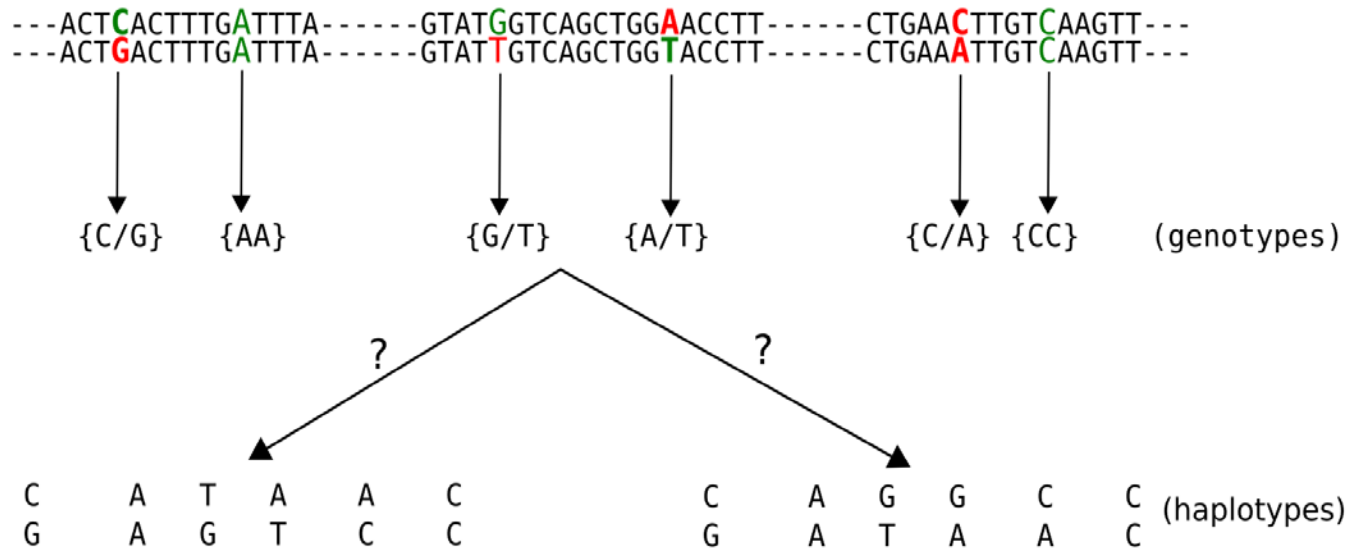 ---ACTCACTTTGATTTA------GTATGGTCAGCTGGAACCTT------CTGAACTTGTCAAGTT---
---ACTGACTTTGATTTA------GTATTGTCAGCTGGTACCTT------CTGAAATTGTCAAGTT---
{C/G} {AA} {G/T} {A/T} {C/A} {CC} (genotypes)
? ?
C A T A A C C A G G C C
G A G T C C G A T A A C
(haplotypes)